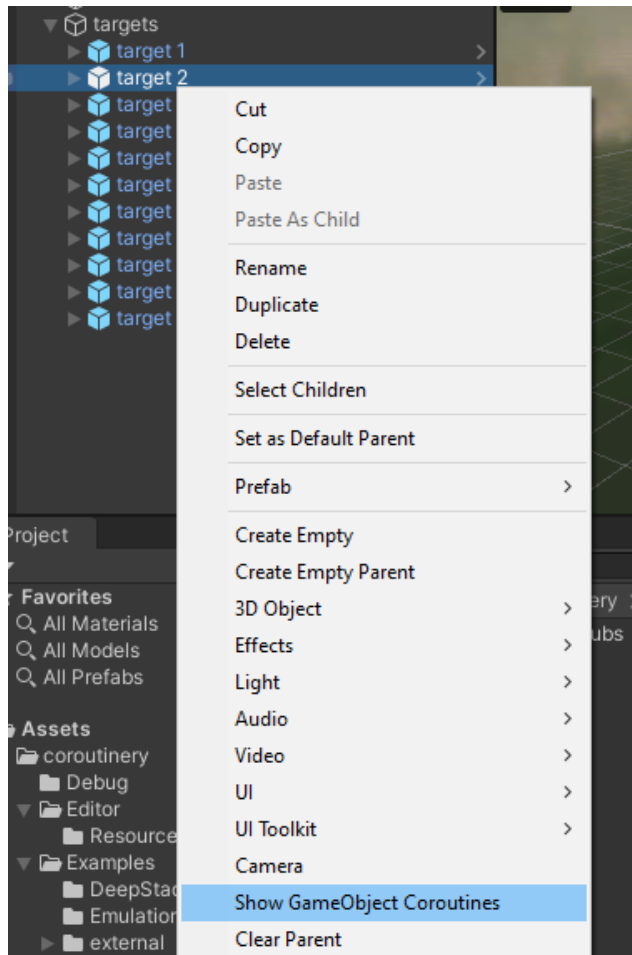 targets
target 1
target 2
target
target
target
target
target
target
target
target
target
Cut
Copy
Paste
Paste As Child
Rename
Duplicate
Delete
Select Children
Set as Default Parent
Prefab
Create Empty
Create Empty Parent
3D Object
Effects
Light
Audio
Video
UI
UI Toolkit
Camera
Show GameObject Coroutines
Clear Parent
Project
Favorites
All Materials
All Models
All Prefabs
Assets
coroutinery
Debug
Editor
Resource
Examples
DeepStac
Emulation
external
ery
ubs